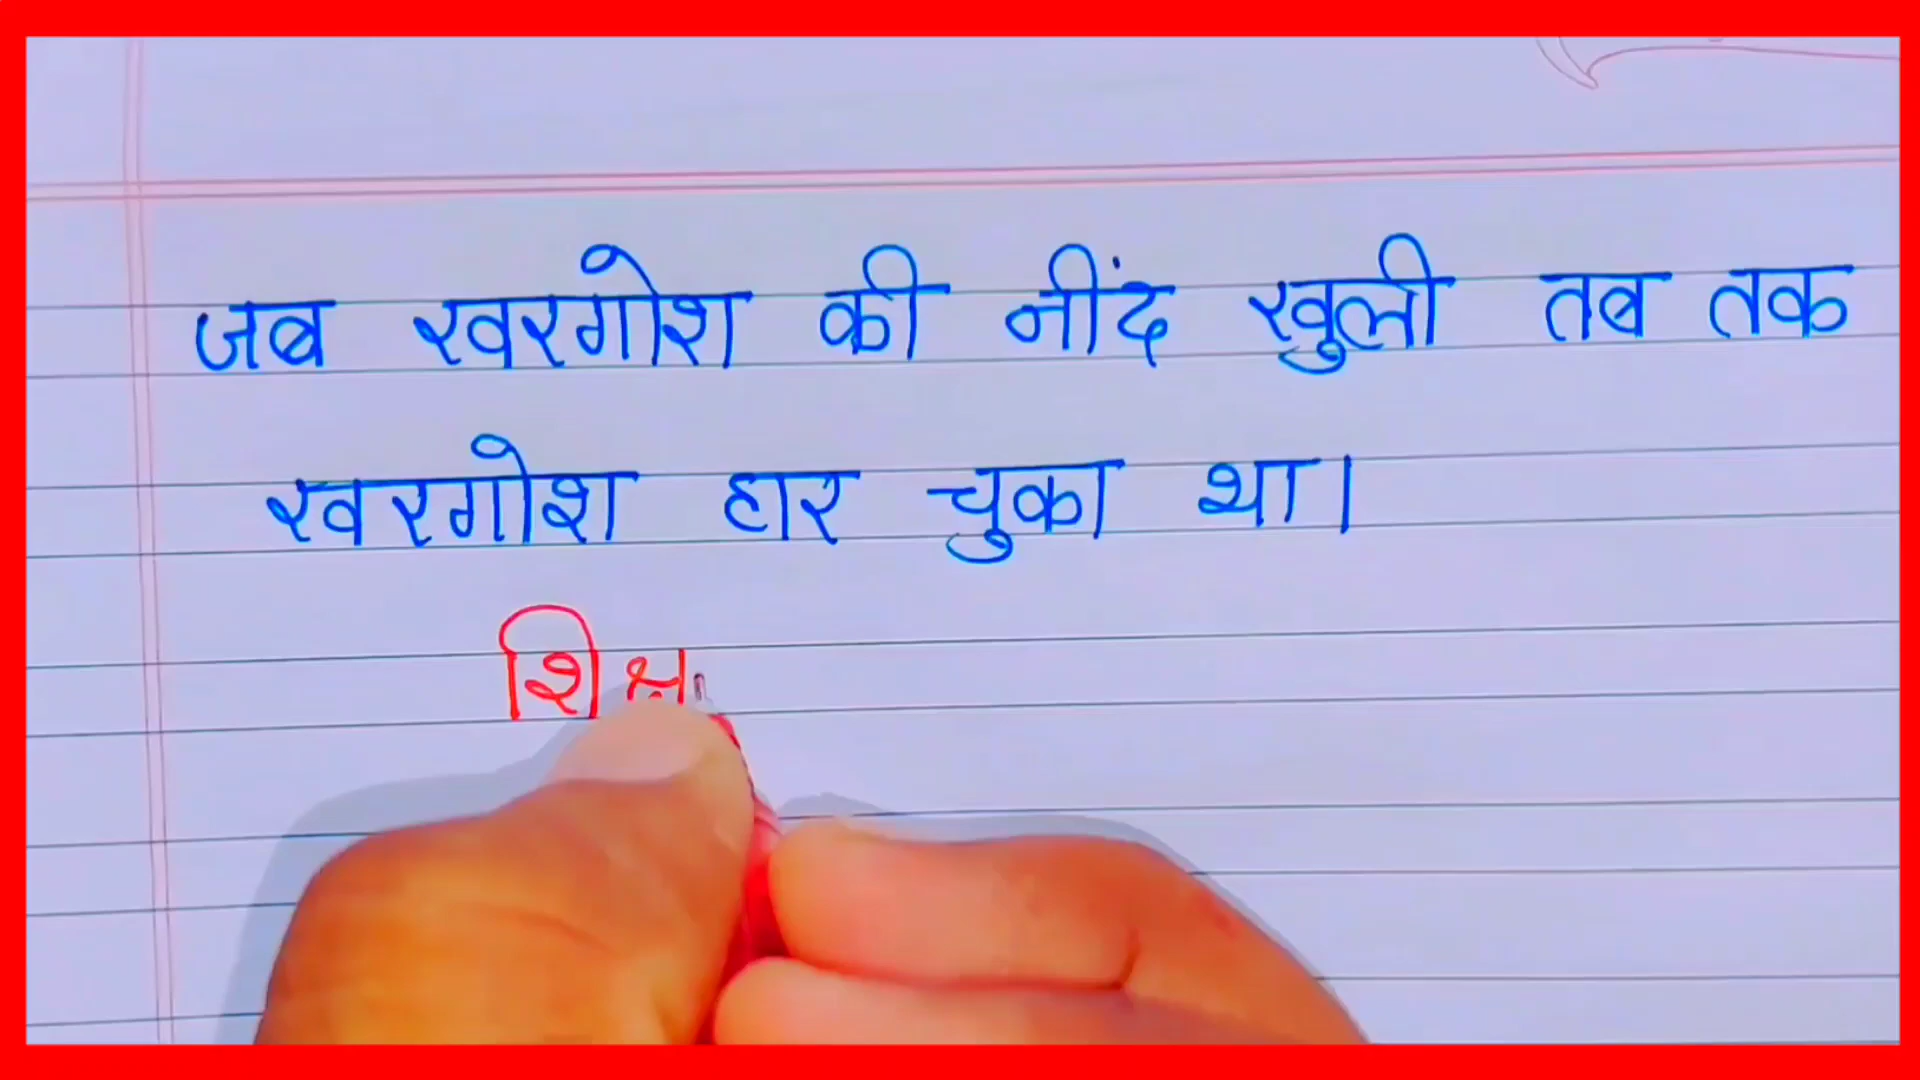 जब खरगोश की नींद खुली तब तक
खरगोश हार चुका था।
शिक्ष